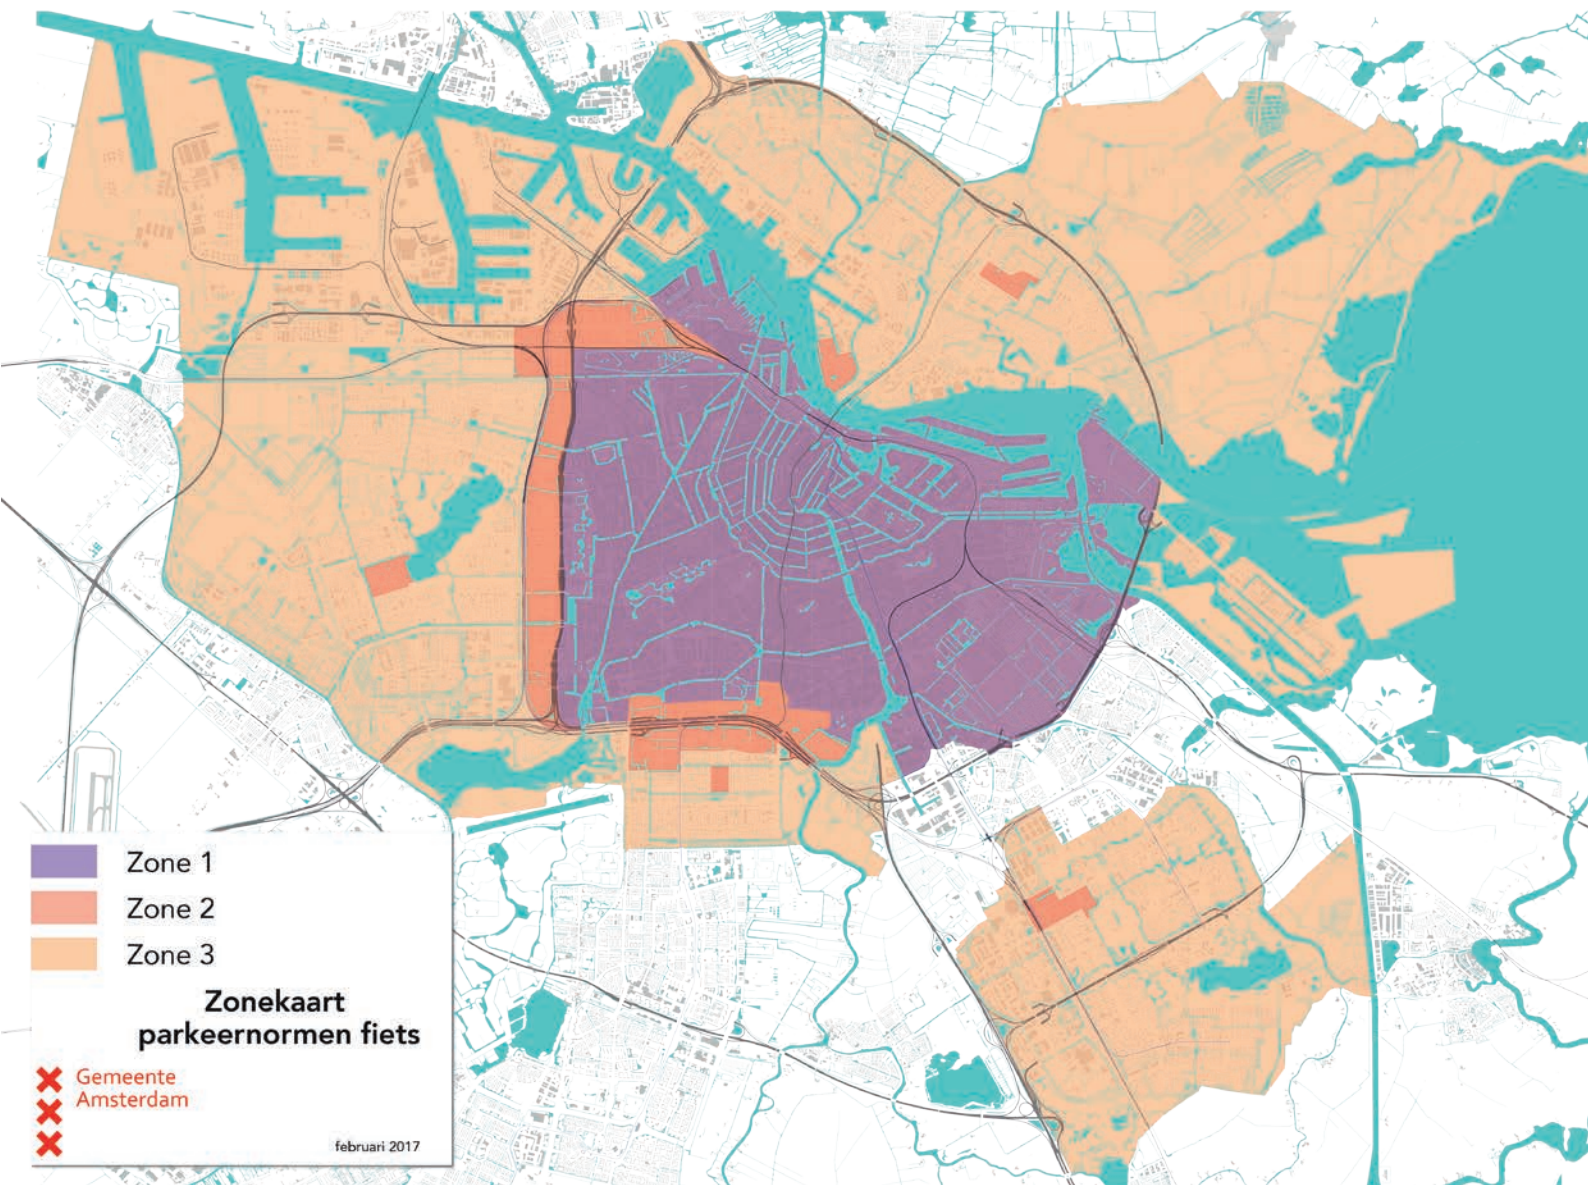 Zone 1
Zone 2
Zone 3
Zonekaart
parkeernormen fiets
Gemeente
Amsterdam
februari 2017